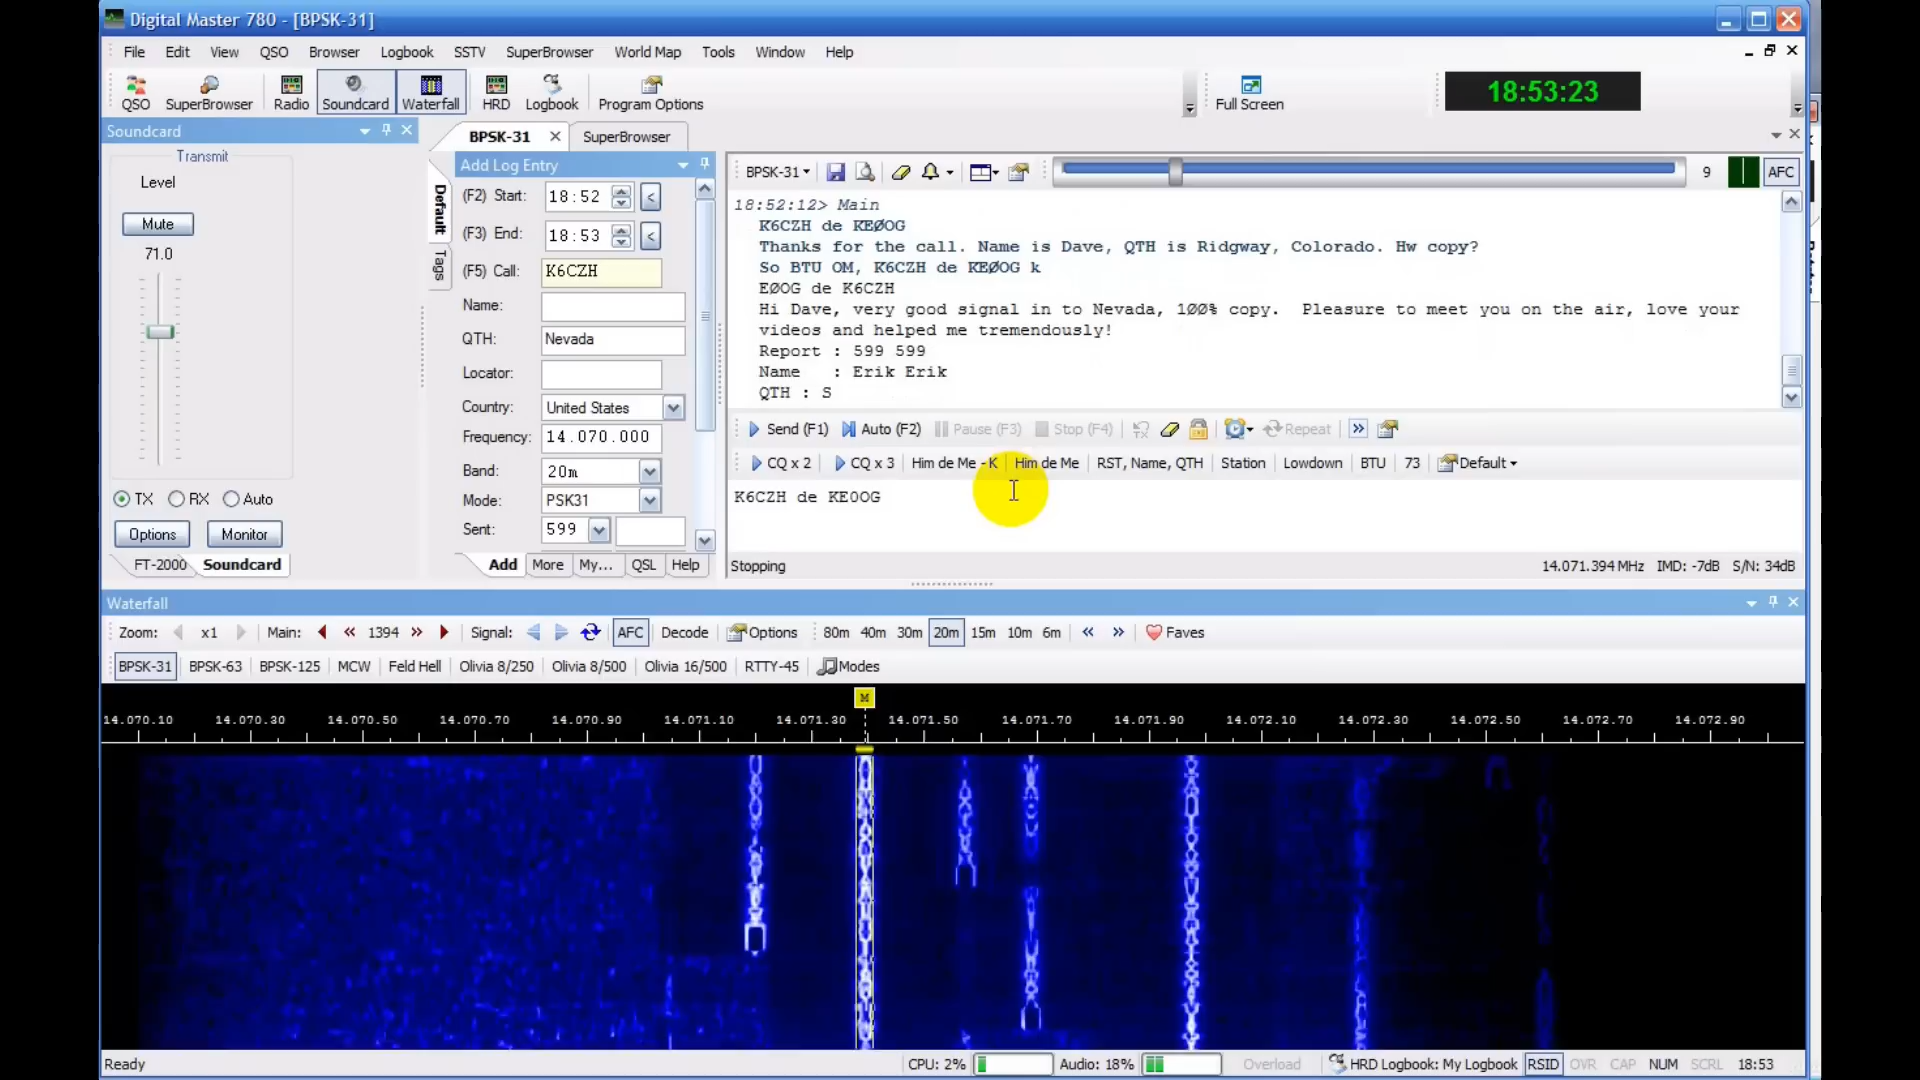 Digital Master 780 - [BPSK-31]
File Edit View QSO Browser Logbook SSTV SuperBrowser World Map Tools Window Help
QSO SuperBrowser Radio Soundcard Waterfall HRD Logbook Program Options Full Screen 18:53:23
Soundcard
Transmit
Level
Mute
71.0
TX RX Auto
Options Monitor
FT-2000 Soundcard
BPSK-31 SuperBrowser
Add Log Entry
Default
Tags
(F2) Start: 18:52 <
(F3) End: 18:53 <
(F5) Call: K6CZH
Name:
QTH: Nevada
Locator:
Country: United States
Frequency: 14.070.000
Band: 20m
Mode: PSK31
Sent: 599
Add More My... QSL Help
BPSK-31 9 AFC
18:52:12> Main
K6CZH de KEØOG
Thanks for the call. Name is Dave, QTH is Ridgway, Colorado. Hw copy?
So BTU OM, K6CZH de KEØOG k
EØOG de K6CZH
Hi Dave, very good signal in to Nevada, 1ØØ% copy.  Pleasure to meet you on the air, love your
videos and helped me tremendously!
Report : 599 599
Name   : Erik Erik
QTH : S
Send (F1) Auto (F2) Pause (F3) Stop (F4) Repeat
CQ x 2 CQ x 3 Him de Me - K Him de Me RST, Name, QTH Station Lowdown BTU 73 Default
K6CZH de KE0OG
Stopping 14.071.394 MHz IMD: -7dB S/N: 34dB
Waterfall
Zoom: x1 Main: 1394 Signal: AFC Decode Options 80m 40m 30m 20m 15m 10m 6m Faves
BPSK-31 BPSK-63 BPSK-125 MCW Feld Hell Olivia 8/250 Olivia 8/500 Olivia 16/500 RTTY-45 Modes
M
14.070.10 14.070.30 14.070.50 14.070.70 14.070.90 14.071.10 14.071.30 14.071.50 14.071.70 14.071.90 14.072.10 14.072.30 14.072.50 14.072.70 14.072.90
Ready CPU: 2% Audio: 18% Overload HRD Logbook: My Logbook RSID OVR CAP NUM SCRL 18:53